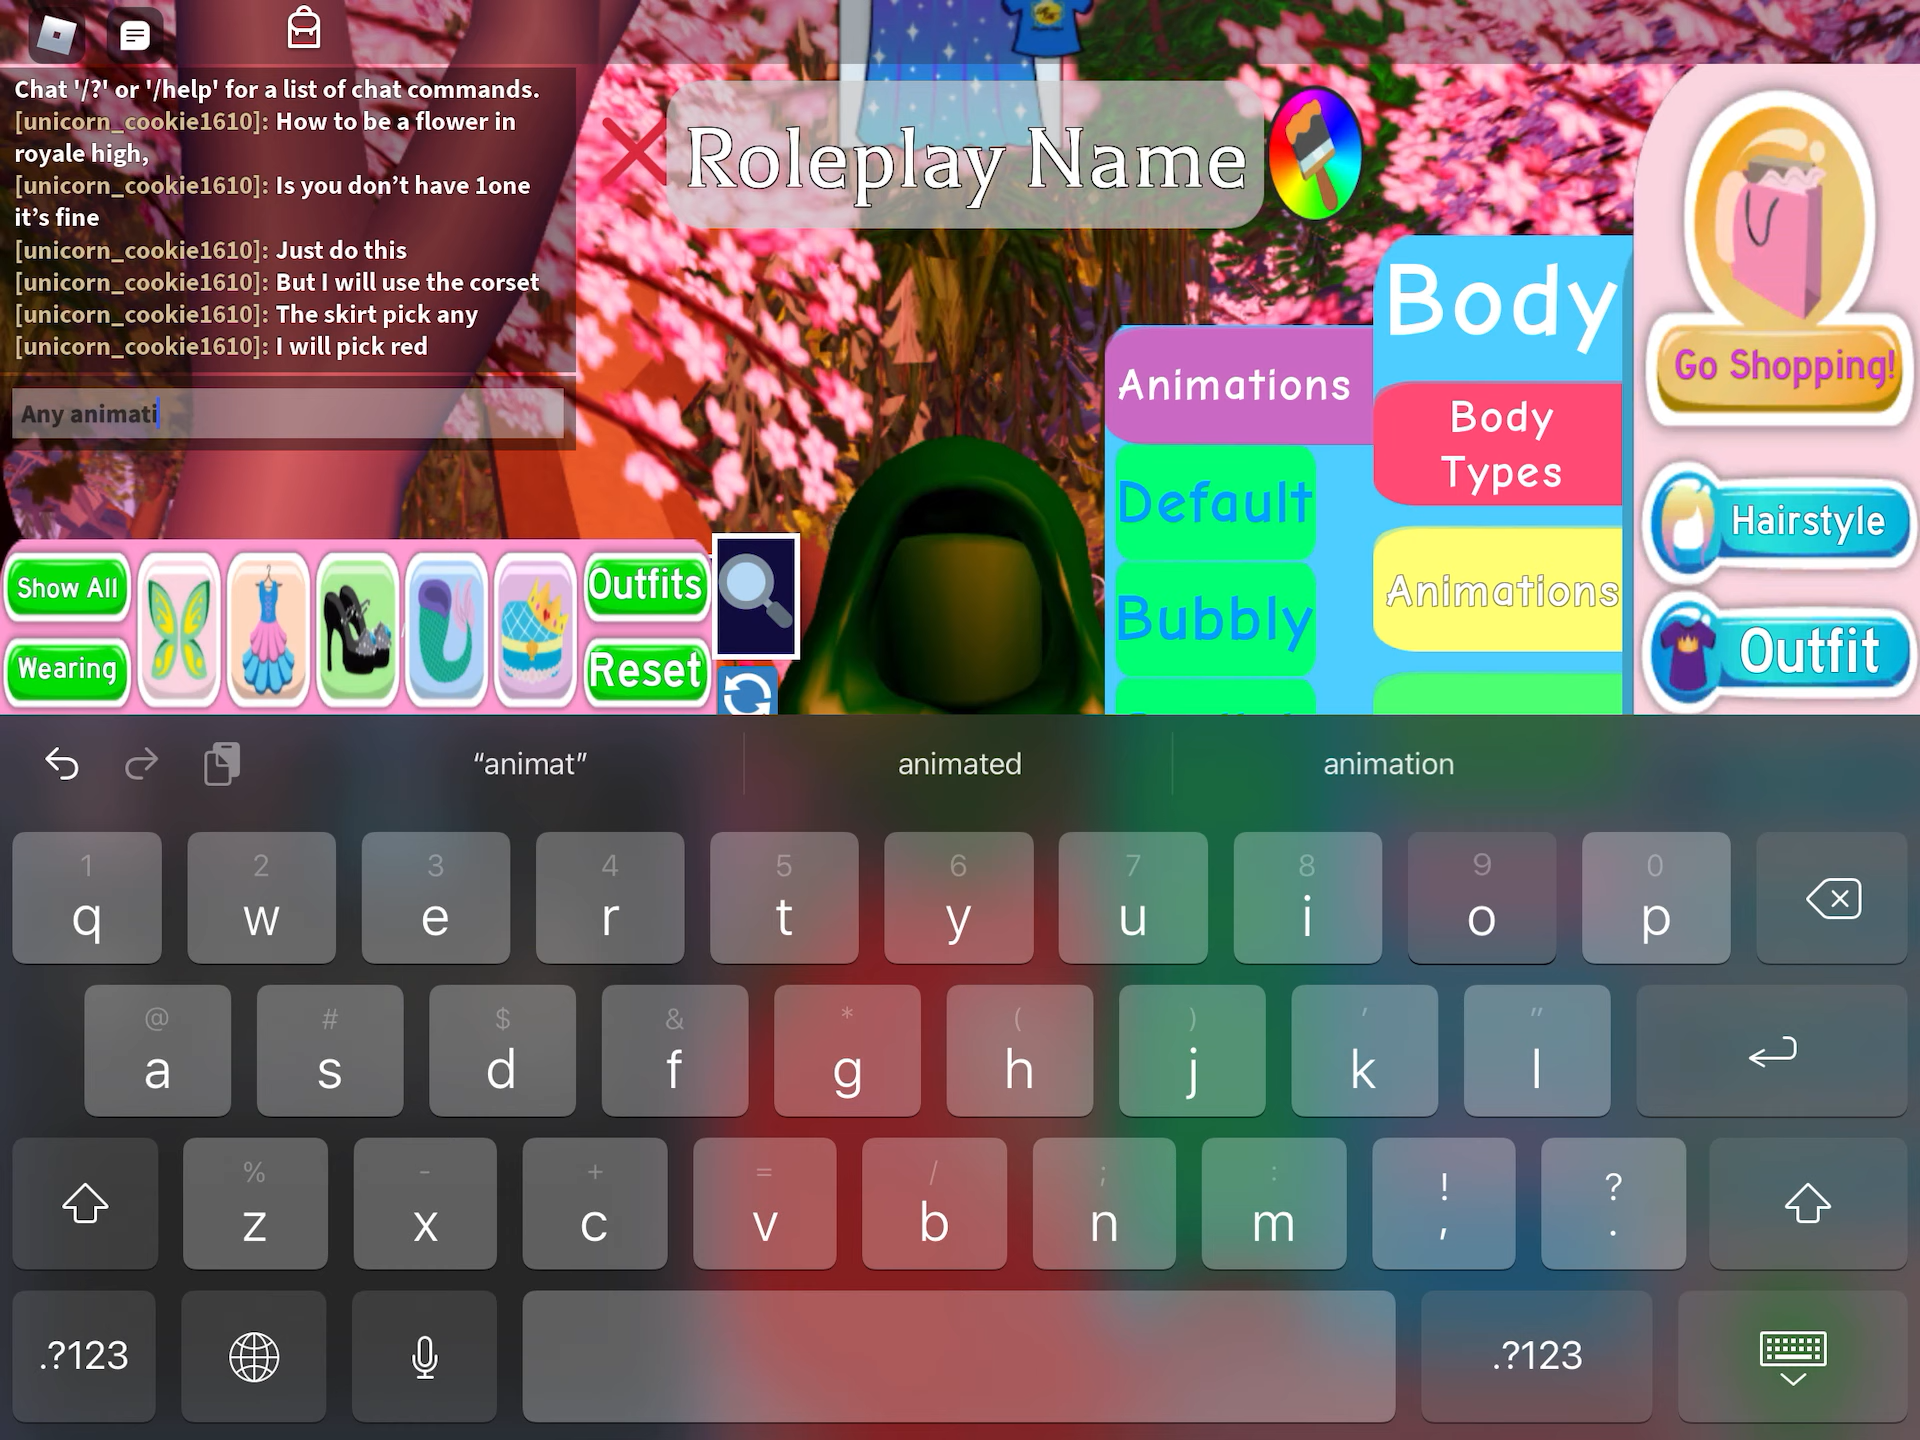 Chat '/?' or '/help' for a list of chat commands.
[unicorn_cookie1610]: How to be a flower in
royale high,
[unicorn_cookie1610]: Is you don't have 1one
it's fine
[unicorn_cookie1610]: Just do this
[unicorn_cookie1610]: But I will use the corset
[unicorn_cookie1610]: The skirt pick any
[unicorn_cookie1610]: I will pick red
Any animati
Roleplay Name
Body
Animations
Body
Types
Default
Animations
Bubbly
Go Shopping!
Hairstyle
Outfit
Show All
Outfits
Wearing
Reset
“animat” animated animation
1 2 3 4 5 6 7 8 9 0
q w e r t y u i o p
@ # $ & * ( ) ' "
a s d f g h j k l
% - + = / ; : ! ?
z x c v b n m , .
.?123 .?123